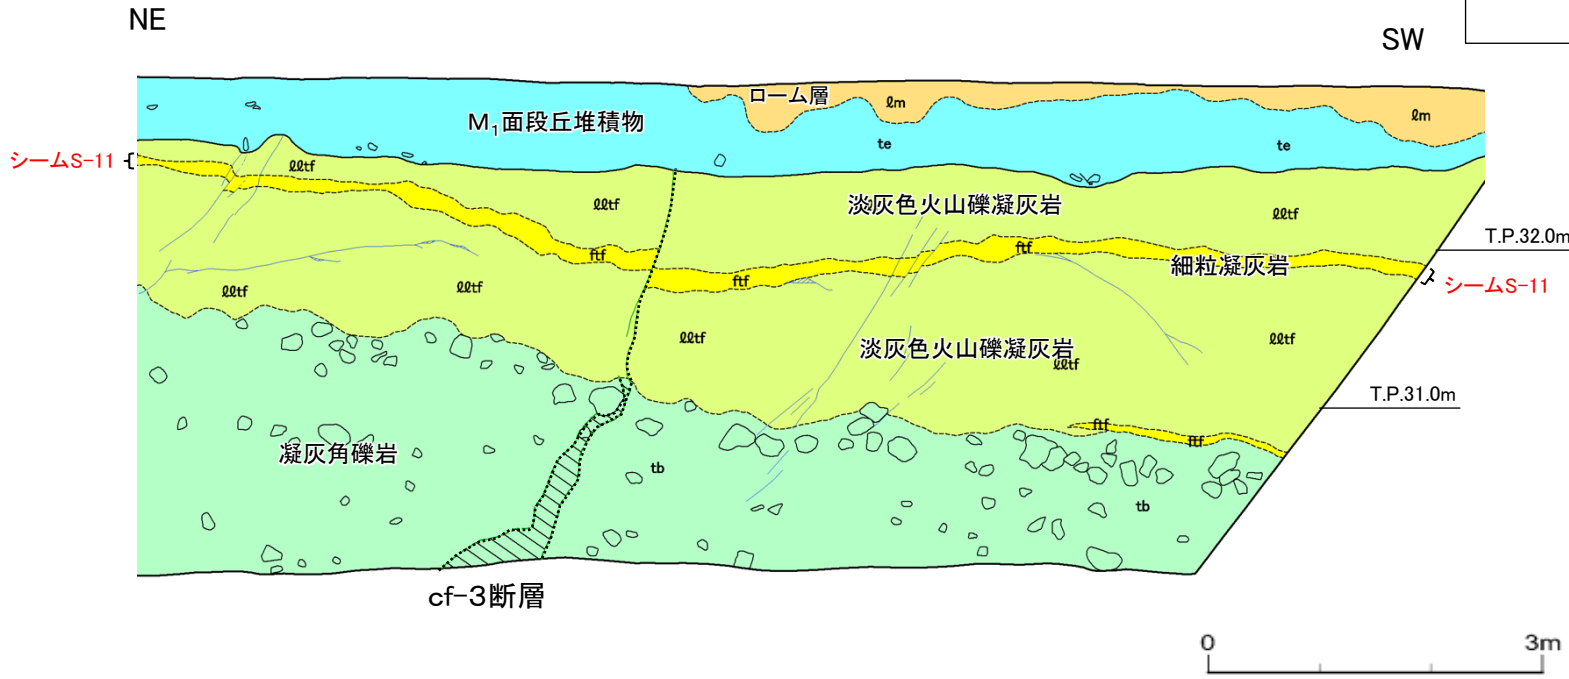 NE
SW
ローム層
ℓm
ℓm
M₁面段丘堆積物
te
te
シームS-11
ℓℓtf
ℓℓtf
淡灰色火山礫凝灰岩
ℓℓtf
T.P.32.0m
ftf
ftf
ftf
細粒凝灰岩
シームS-11
ℓℓtf
ℓℓtf
ℓℓtf
淡灰色火山礫凝灰岩
ℓℓtf
ℓℓtf
T.P.31.0m
ftf
ftf
凝灰角礫岩
tb
tb
cf-3断層
0
3m